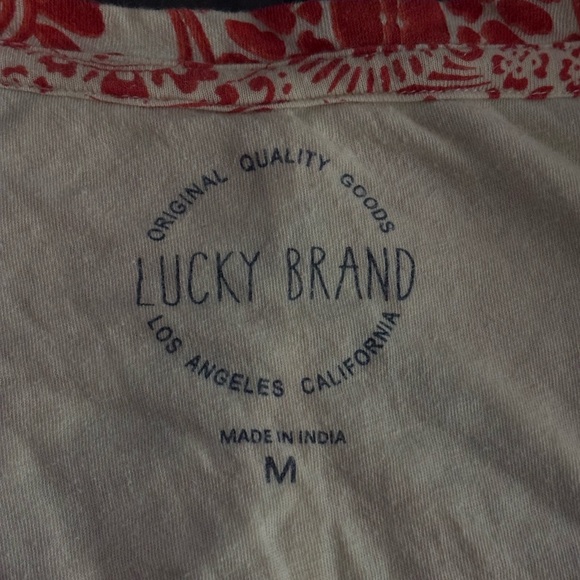 ORIGINAL QUALITY GOODS
LUCKY BRAND
LOS ANGELES CALIFORNIA
MADE IN INDIA
M